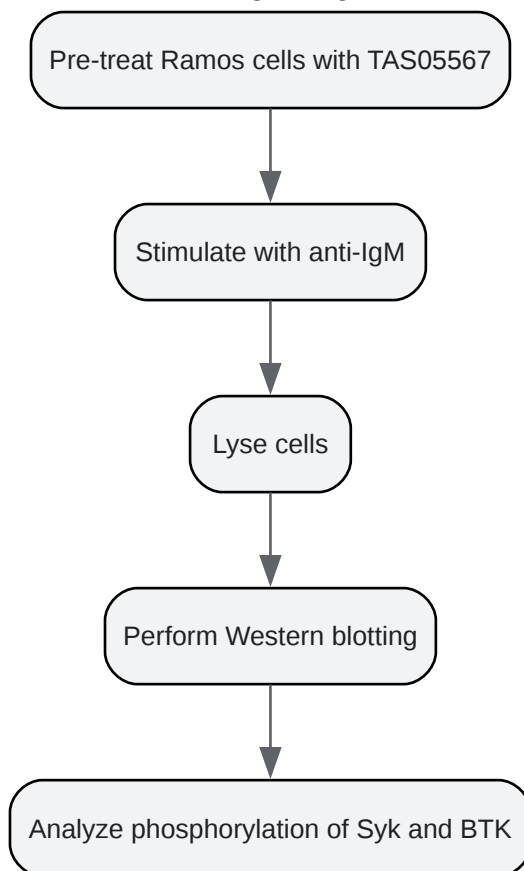 Pre-treat Ramos cells with TAS05567
Stimulate with anti-IgM
Lyse cells
Perform Western blotting
Analyze phosphorylation of Syk and BTK